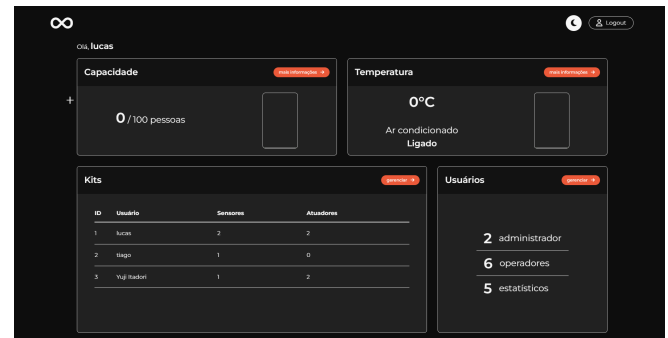 Logout
Olá, lucas
Capacidade
mais informações →
0 / 100 pessoas
Temperatura
mais informações →
0°C
Ar condicionado
Ligado
Kits
gerenciar →
ID Usuário Sensores Atuadores
1 lucas 2 2
2 tiago 1 0
3 Yuji Itadori 1 2
Usuários
gerenciar →
2 administrador
6 operadores
5 estatísticos